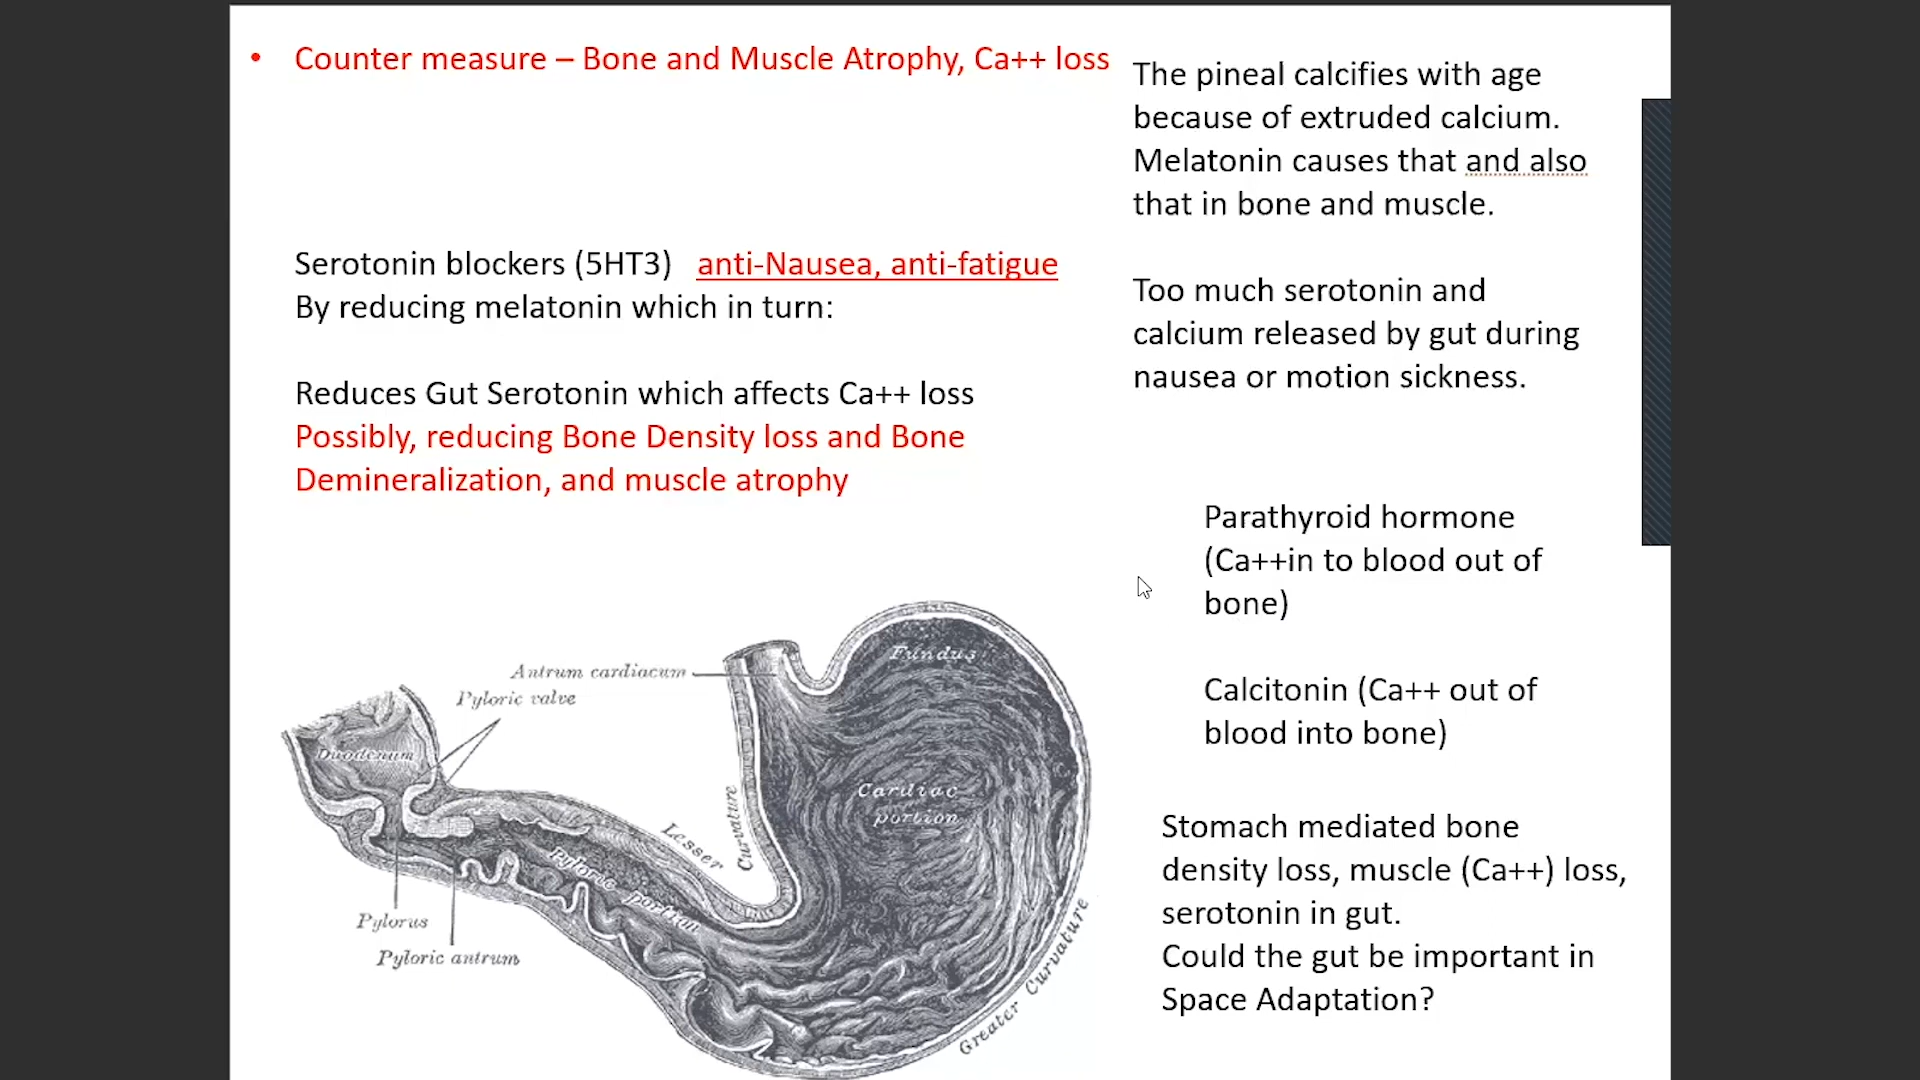 • Counter measure – Bone and Muscle Atrophy, Ca++ loss
Serotonin blockers (5HT3) anti-Nausea, anti-fatigue
By reducing melatonin which in turn:
Reduces Gut Serotonin which affects Ca++ loss
Possibly, reducing Bone Density loss and Bone
Demineralization, and muscle atrophy
The pineal calcifies with age
because of extruded calcium.
Melatonin causes that and also
that in bone and muscle.
Too much serotonin and
calcium released by gut during
nausea or motion sickness.
Parathyroid hormone
(Ca++in to blood out of
bone)
Calcitonin (Ca++ out of
blood into bone)
Stomach mediated bone
density loss, muscle (Ca++) loss,
serotonin in gut.
Could the gut be important in
Space Adaptation?
Antrum cardiacum
Pyloric valve
Duodenum
Fundus
Cardiac
portion
Lesser
Curvature
Pyloric portion
Pylorus
Pyloric antrum
Greater Curvature